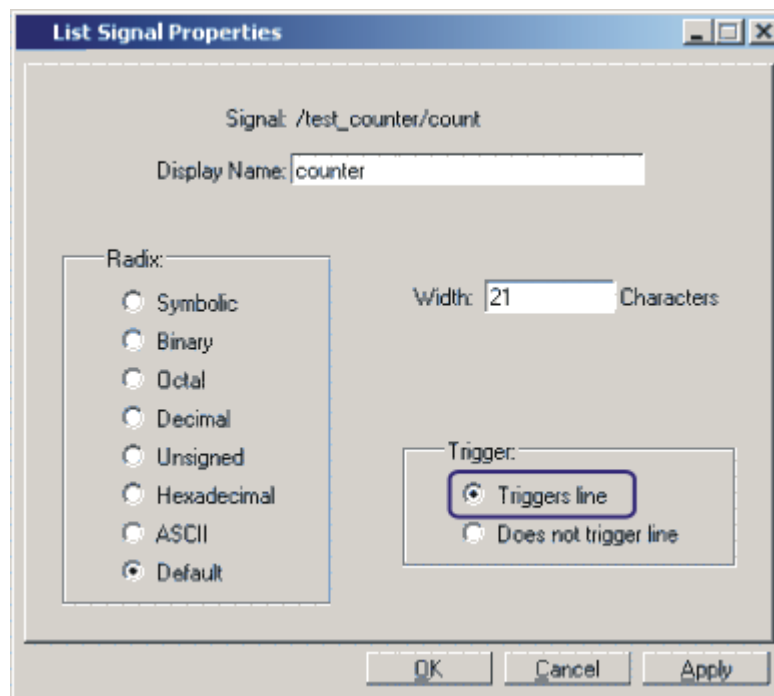 List Signal Properties
Signal: /test_counter/count
Display Name: counter
Radix:
Symbolic
Binary
Octal
Decimal
Unsigned
Hexadecimal
ASCII
Default
Width: 21 Characters
Trigger:
Triggers line
Does not trigger line
OK Cancel Apply